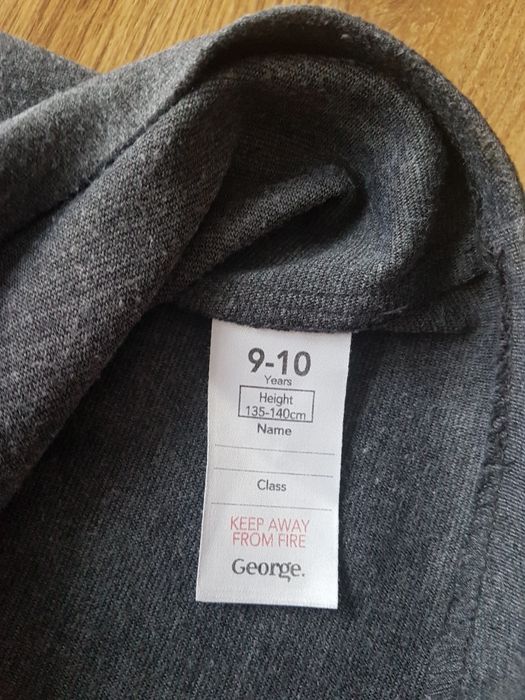 9-10
Years
Height
135-140cm
Name
Class
KEEP AWAY
FROM FIRE
George.